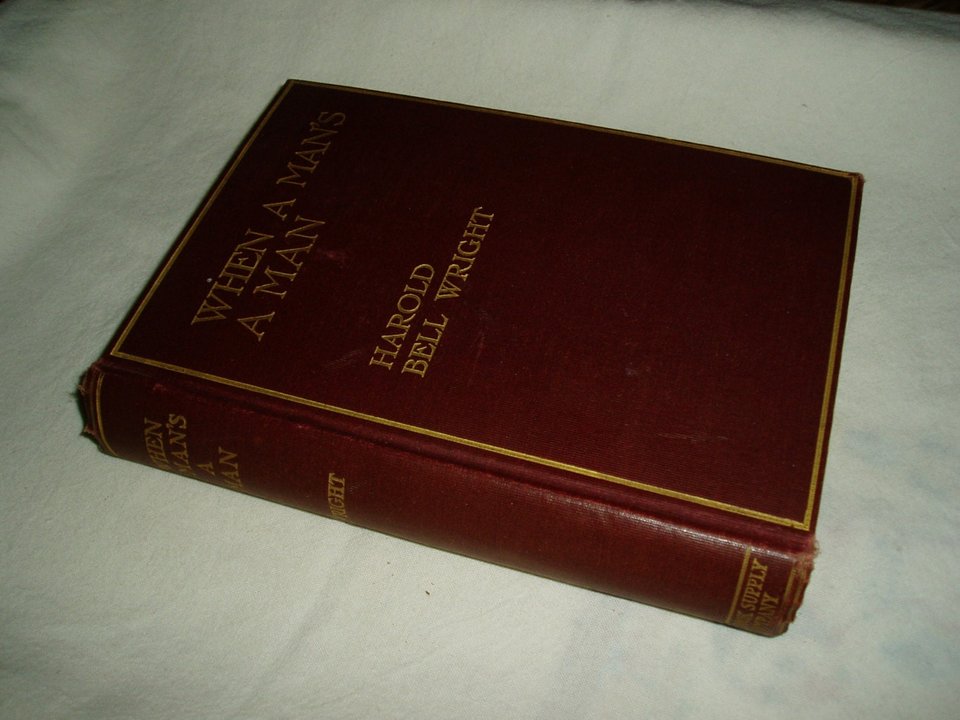 WHEN A MAN'S
A MAN
HAROLD
BELL WRIGHT
WHEN
MAN'S
A
MAN
WRIGHT
SUPPLY